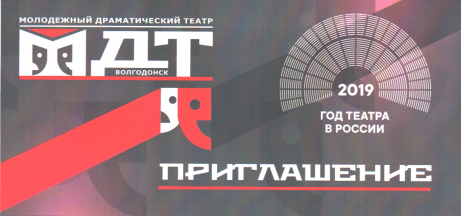 МОЛОДЕЖНЫЙ ДРАМАТИЧЕСКИЙ ТЕАТР
МДТ
ВОЛГОДОНСК
2019
ГОД ТЕАТРА
В РОССИИ
ПРИГЛАШЕНИЕ